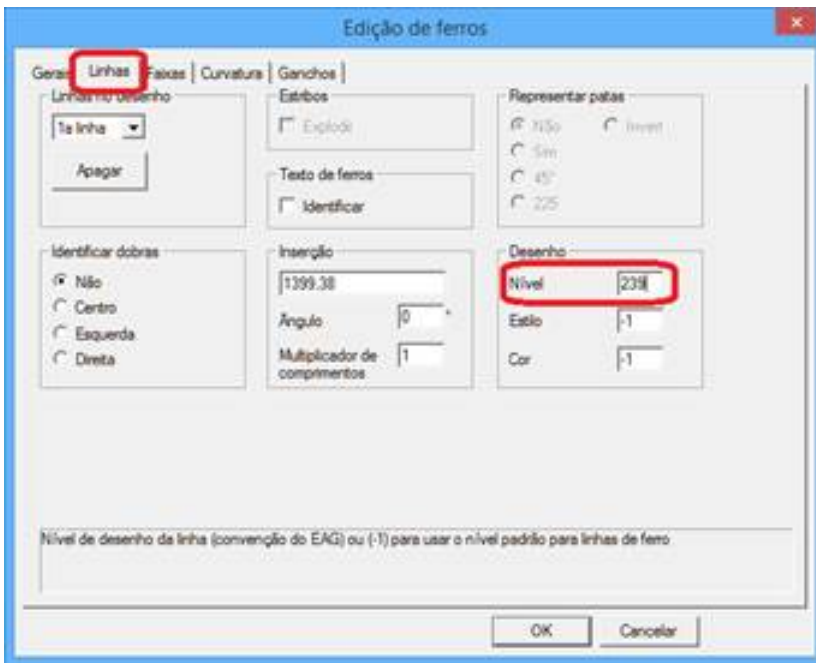 Edição de ferros
Gerais Linhas Faixas Curvatura Ganchos
Linhas no desenho
1a linha
Apagar
Estribos
Explodir
Texto de ferros
Identificar
Representar patas
Não Invert
Sim
45°
225
Identificar dobras
Não
Centro
Esquerda
Direita
Inserção
1399.38
Ângulo 0 °
Multiplicador de comprimentos 1
Desenho
Nível 239
Estilo -1
Cor -1
Nível de desenho da linha (convenção do EAG) ou (-1) para usar o nível padrão para linhas de ferro
OK Cancelar